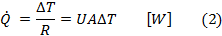 Q̇ = ΔT / R = UAΔT [W] (2)